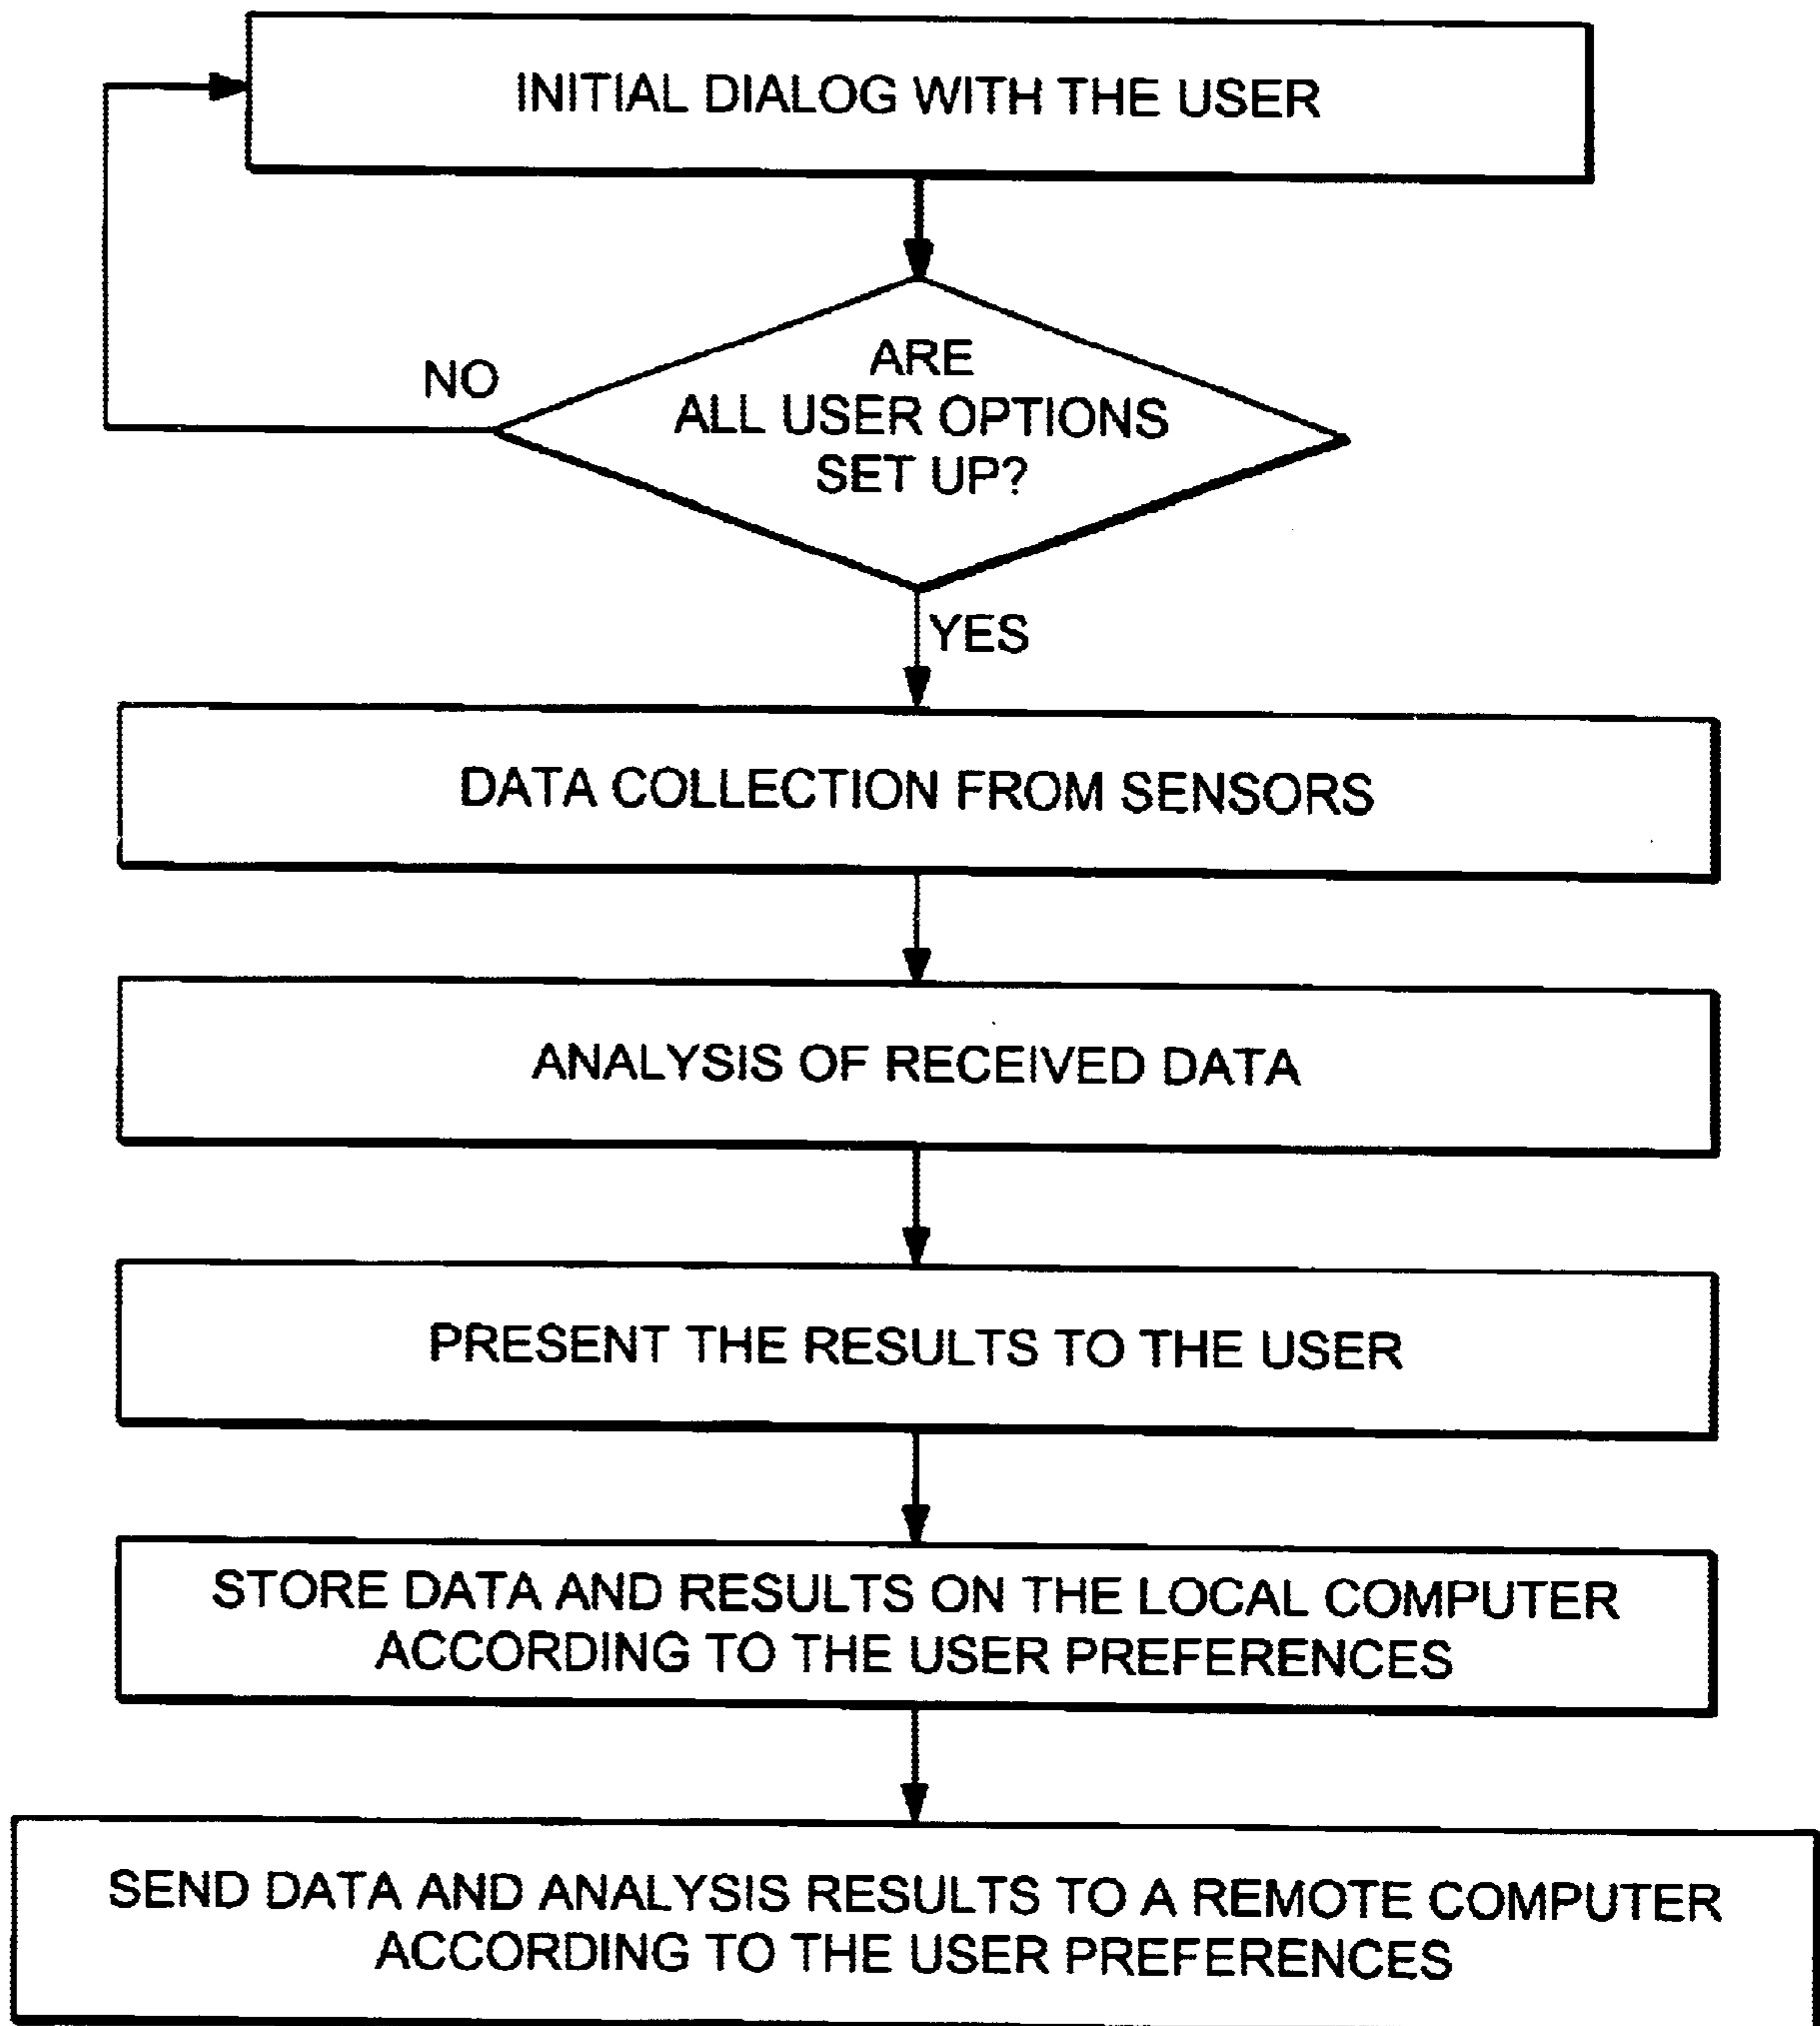 INITIAL DIALOG WITH THE USER
ARE
ALL USER OPTIONS
SET UP?
NO
YES
DATA COLLECTION FROM SENSORS
ANALYSIS OF RECEIVED DATA
PRESENT THE RESULTS TO THE USER
STORE DATA AND RESULTS ON THE LOCAL COMPUTER
ACCORDING TO THE USER PREFERENCES
SEND DATA AND ANALYSIS RESULTS TO A REMOTE COMPUTER
ACCORDING TO THE USER PREFERENCES